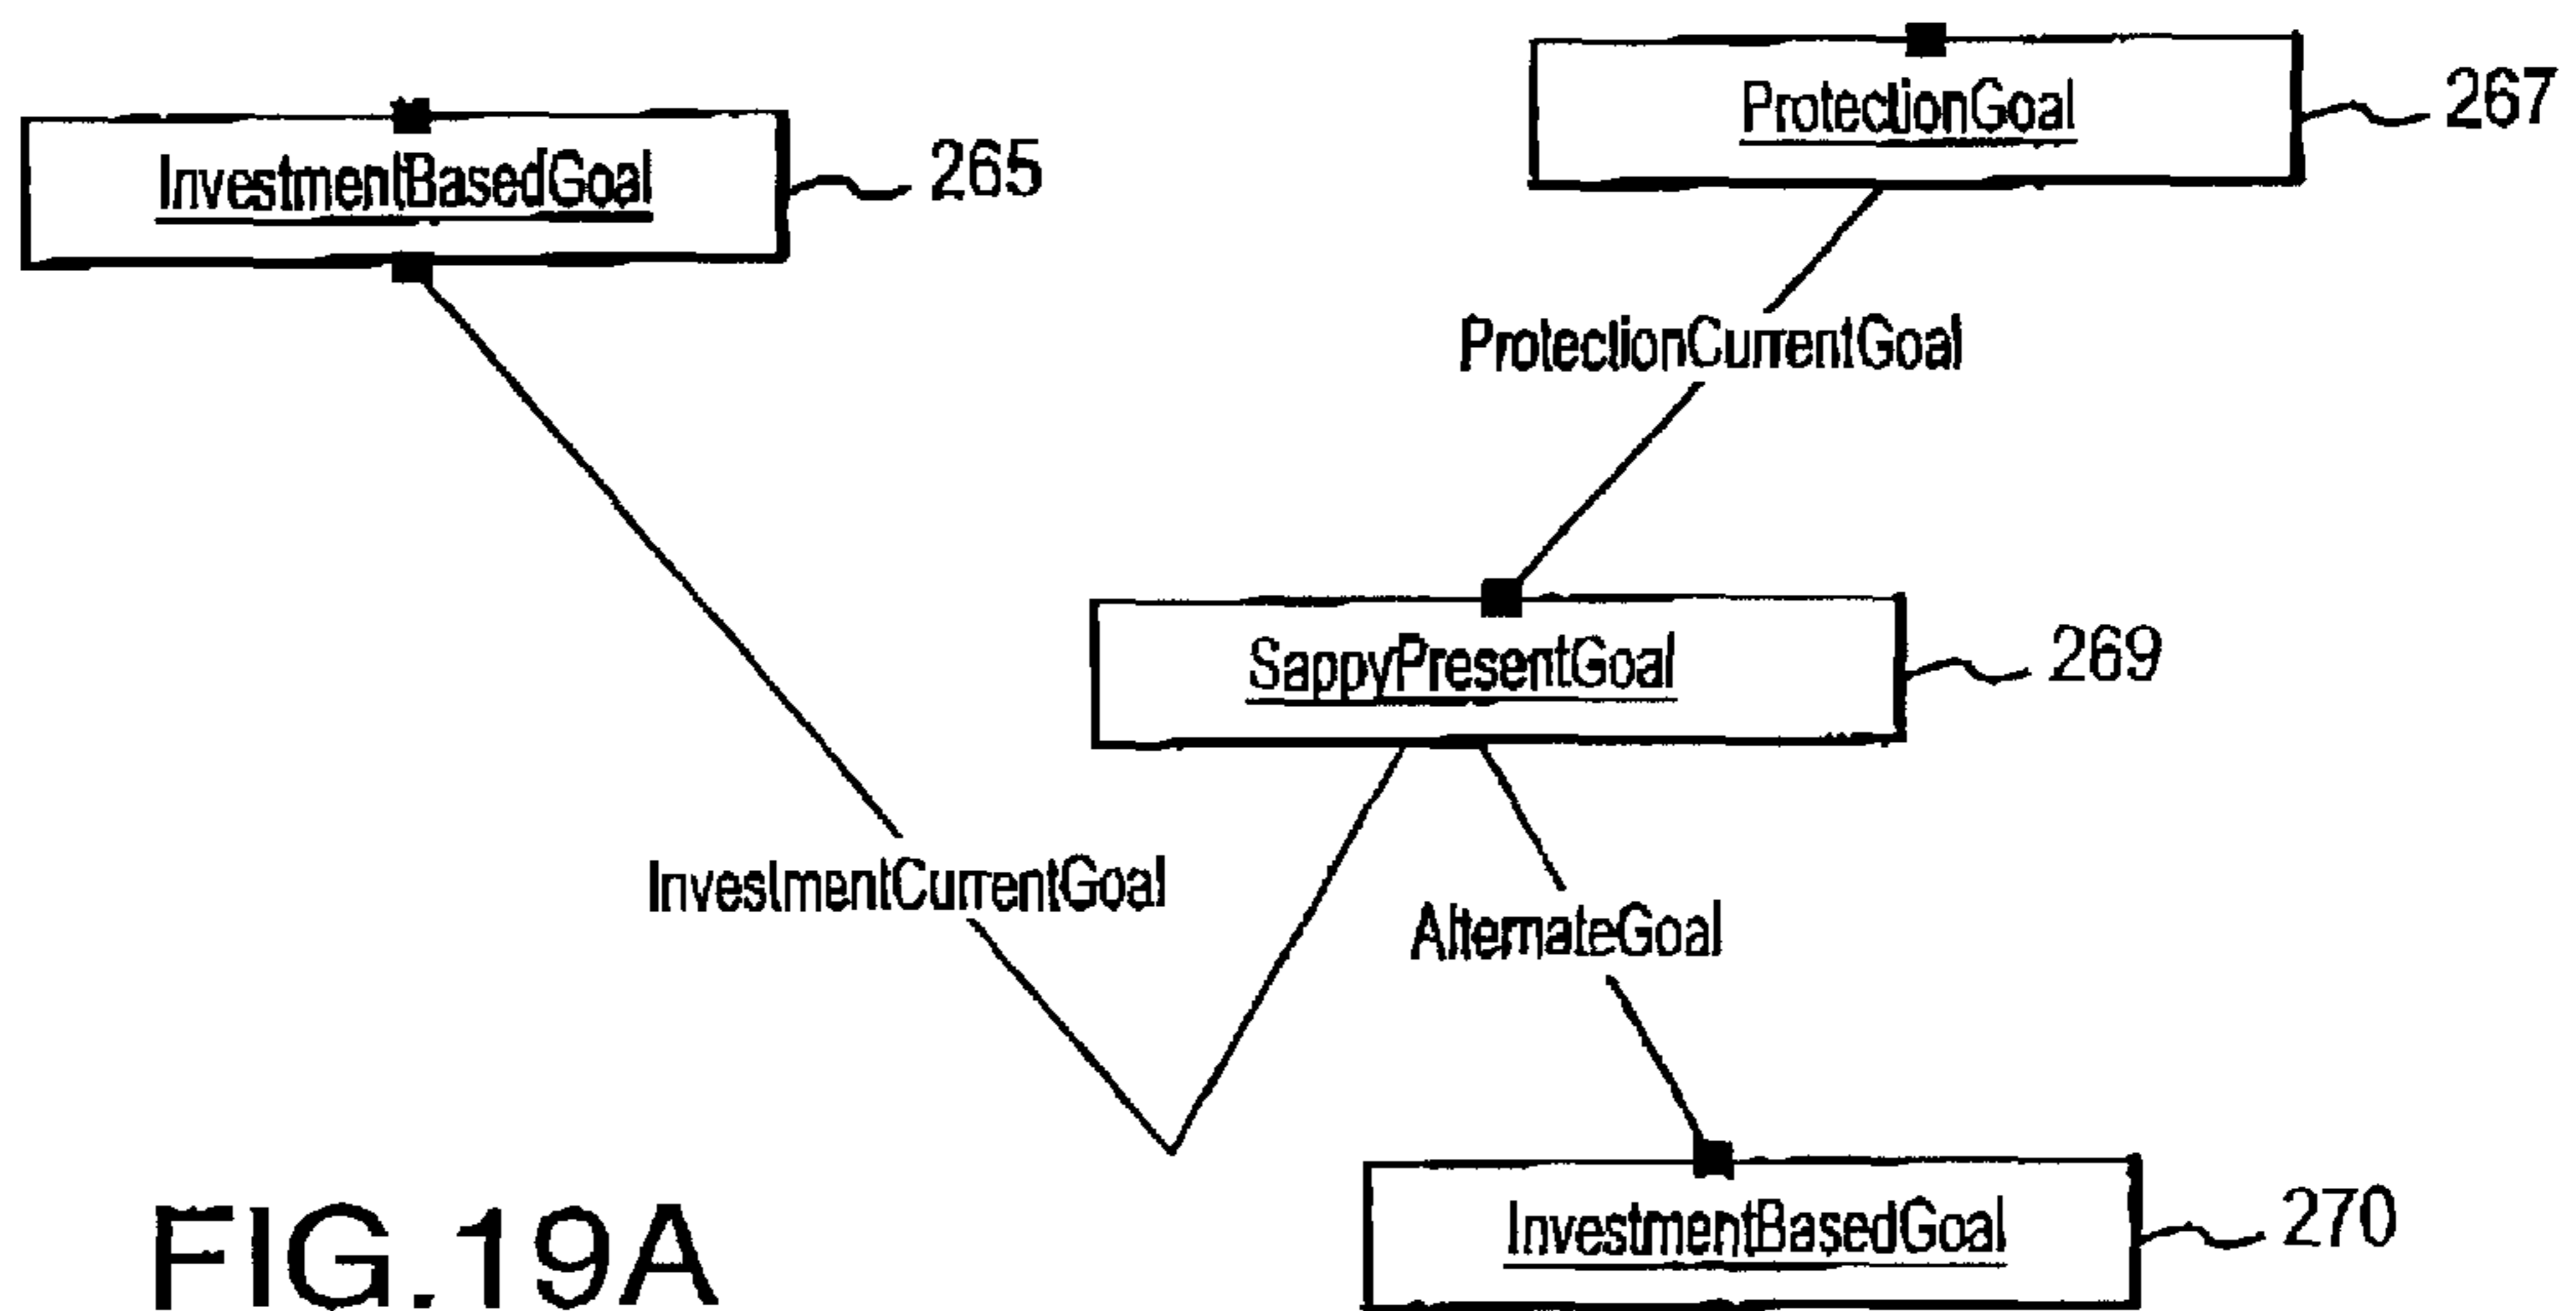 ProtectionGoal
267
InvestmentBasedGoal
265
ProtectionCurrentGoal
SappyPresentGoal
269
InvestmentCurrentGoal
AlternateGoal
InvestmentBasedGoal
270
FIG.19A